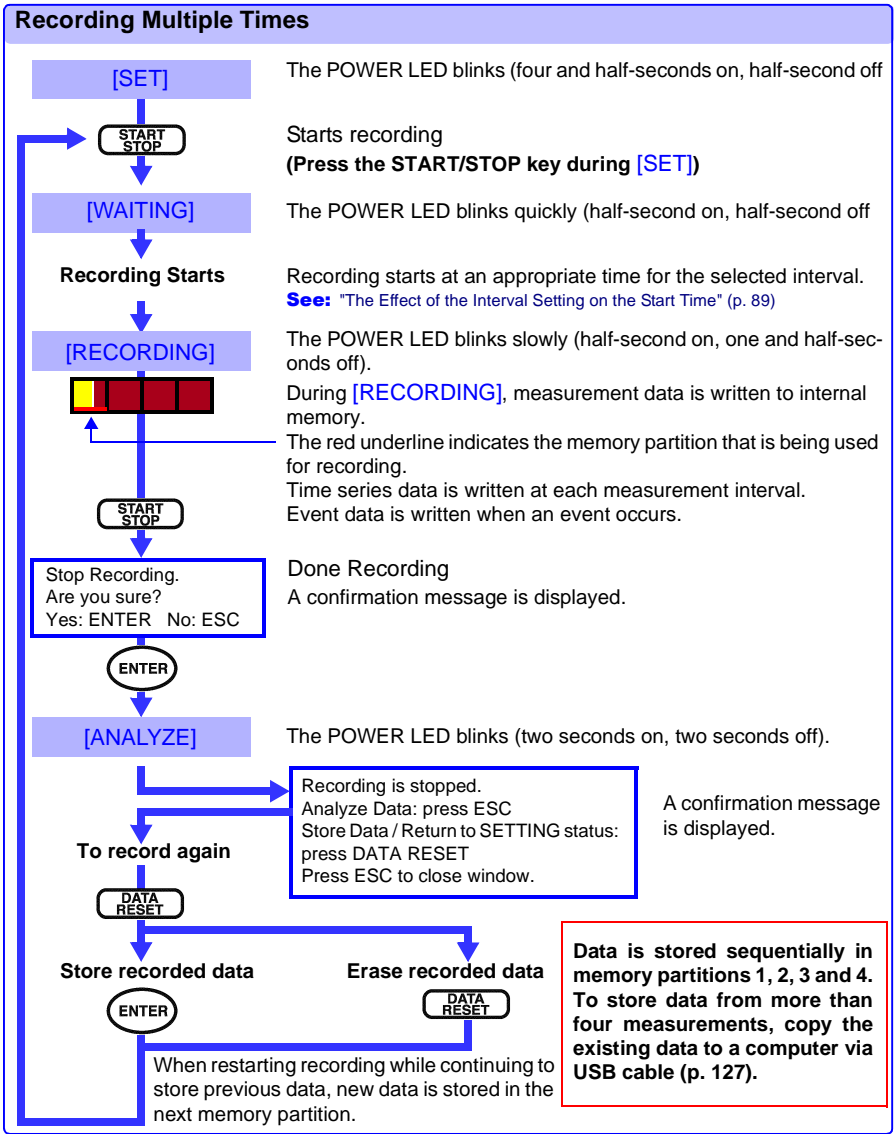 Recording Multiple Times
[SET]
The POWER LED blinks (four and half-seconds on, half-second off
START
STOP
Starts recording
(Press the START/STOP key during [SET])
[WAITING]
The POWER LED blinks quickly (half-second on, half-second off
Recording Starts
Recording starts at an appropriate time for the selected interval.
See: "The Effect of the Interval Setting on the Start Time" (p. 89)
[RECORDING]
The POWER LED blinks slowly (half-second on, one and half-sec-
onds off).
During [RECORDING], measurement data is written to internal
memory.
The red underline indicates the memory partition that is being used
for recording.
Time series data is written at each measurement interval.
Event data is written when an event occurs.
START
STOP
Stop Recording.
Are you sure?
Yes: ENTER No: ESC
Done Recording
A confirmation message is displayed.
ENTER
[ANALYZE]
The POWER LED blinks (two seconds on, two seconds off).
Recording is stopped.
Analyze Data: press ESC
Store Data / Return to SETTING status:
press DATA RESET
Press ESC to close window.
A confirmation message
is displayed.
To record again
DATA
RESET
Store recorded data
ENTER
Erase recorded data
DATA
RESET
When restarting recording while continuing to
store previous data, new data is stored in the
next memory partition.
Data is stored sequentially in
memory partitions 1, 2, 3 and 4.
To store data from more than
four measurements, copy the
existing data to a computer via
USB cable (p. 127).